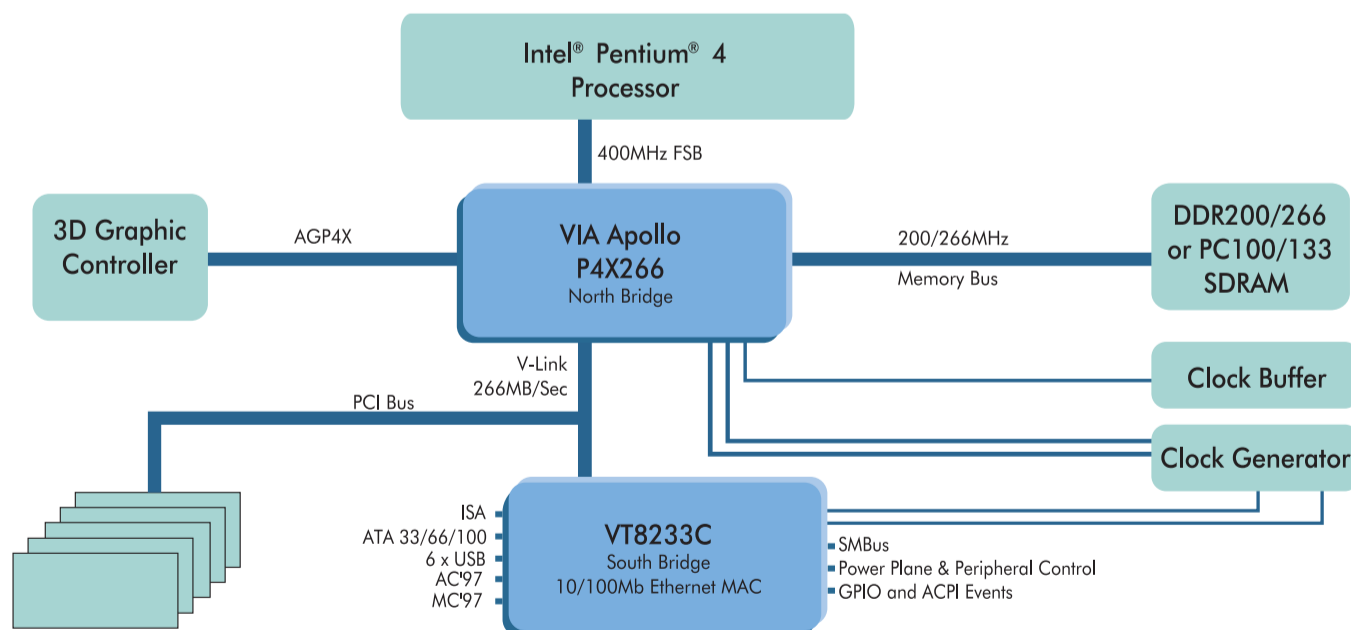 Intel® Pentium® 4
Processor
400MHz FSB
3D Graphic
Controller
AGP4X
VIA Apollo
P4X266
North Bridge
200/266MHz
Memory Bus
DDR200/266
or PC100/133
SDRAM
V-Link
266MB/Sec
PCI Bus
Clock Buffer
Clock Generator
ISA
ATA 33/66/100
6 x USB
AC'97
MC'97
VT8233C
South Bridge
10/100Mb Ethernet MAC
SMBus
Power Plane & Peripheral Control
GPIO and ACPI Events